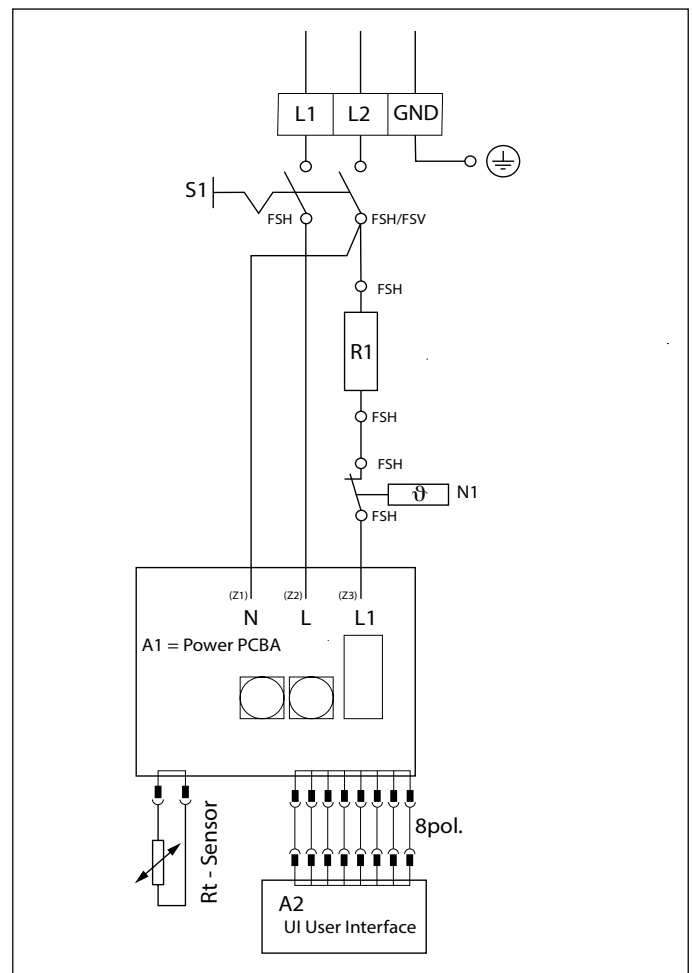 L1 L2 GND
S1
FSH FSH/FSV
FSH
R1
FSH
FSH
ϑ N1
FSH
(Z1) (Z2) (Z3)
N L L1
A1 = Power PCBA
Rt - Sensor
8pol.
A2
UI User Interface